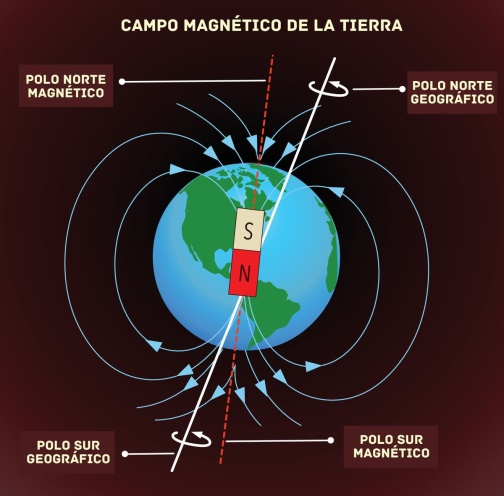 CAMPO MAGNÉTICO DE LA TIERRA
POLO NORTE
MAGNÉTICO
POLO NORTE
GEOGRÁFICO
S
N
POLO SUR
GEOGRÁFICO
POLO SUR
MAGNÉTICO